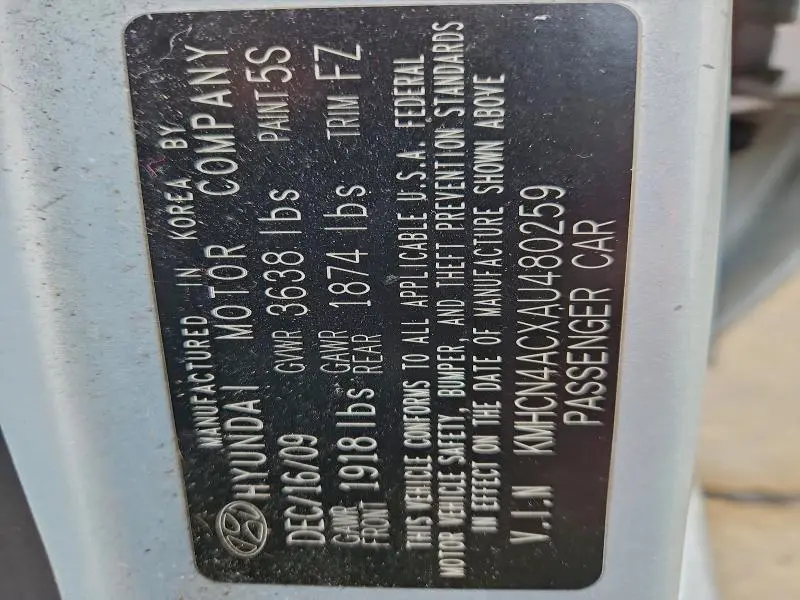 MANUFACTURED IN KOREA BY
HYUNDAI MOTOR COMPANY
DEC/16/09 GVWR 3638 lbs PAINT 5S
GAWR FRONT 1918 lbs GAWR REAR 1874 lbs TRIM FZ
THIS VEHICLE CONFORMS TO ALL APPLICABLE U.S.A. FEDERAL
MOTOR VEHICLE SAFETY, BUMPER, AND THEFT PREVENTION STANDARDS
IN EFFECT ON THE DATE OF MANUFACTURE SHOWN ABOVE
V.I.N KMHCN4ACXAU480259
PASSENGER CAR